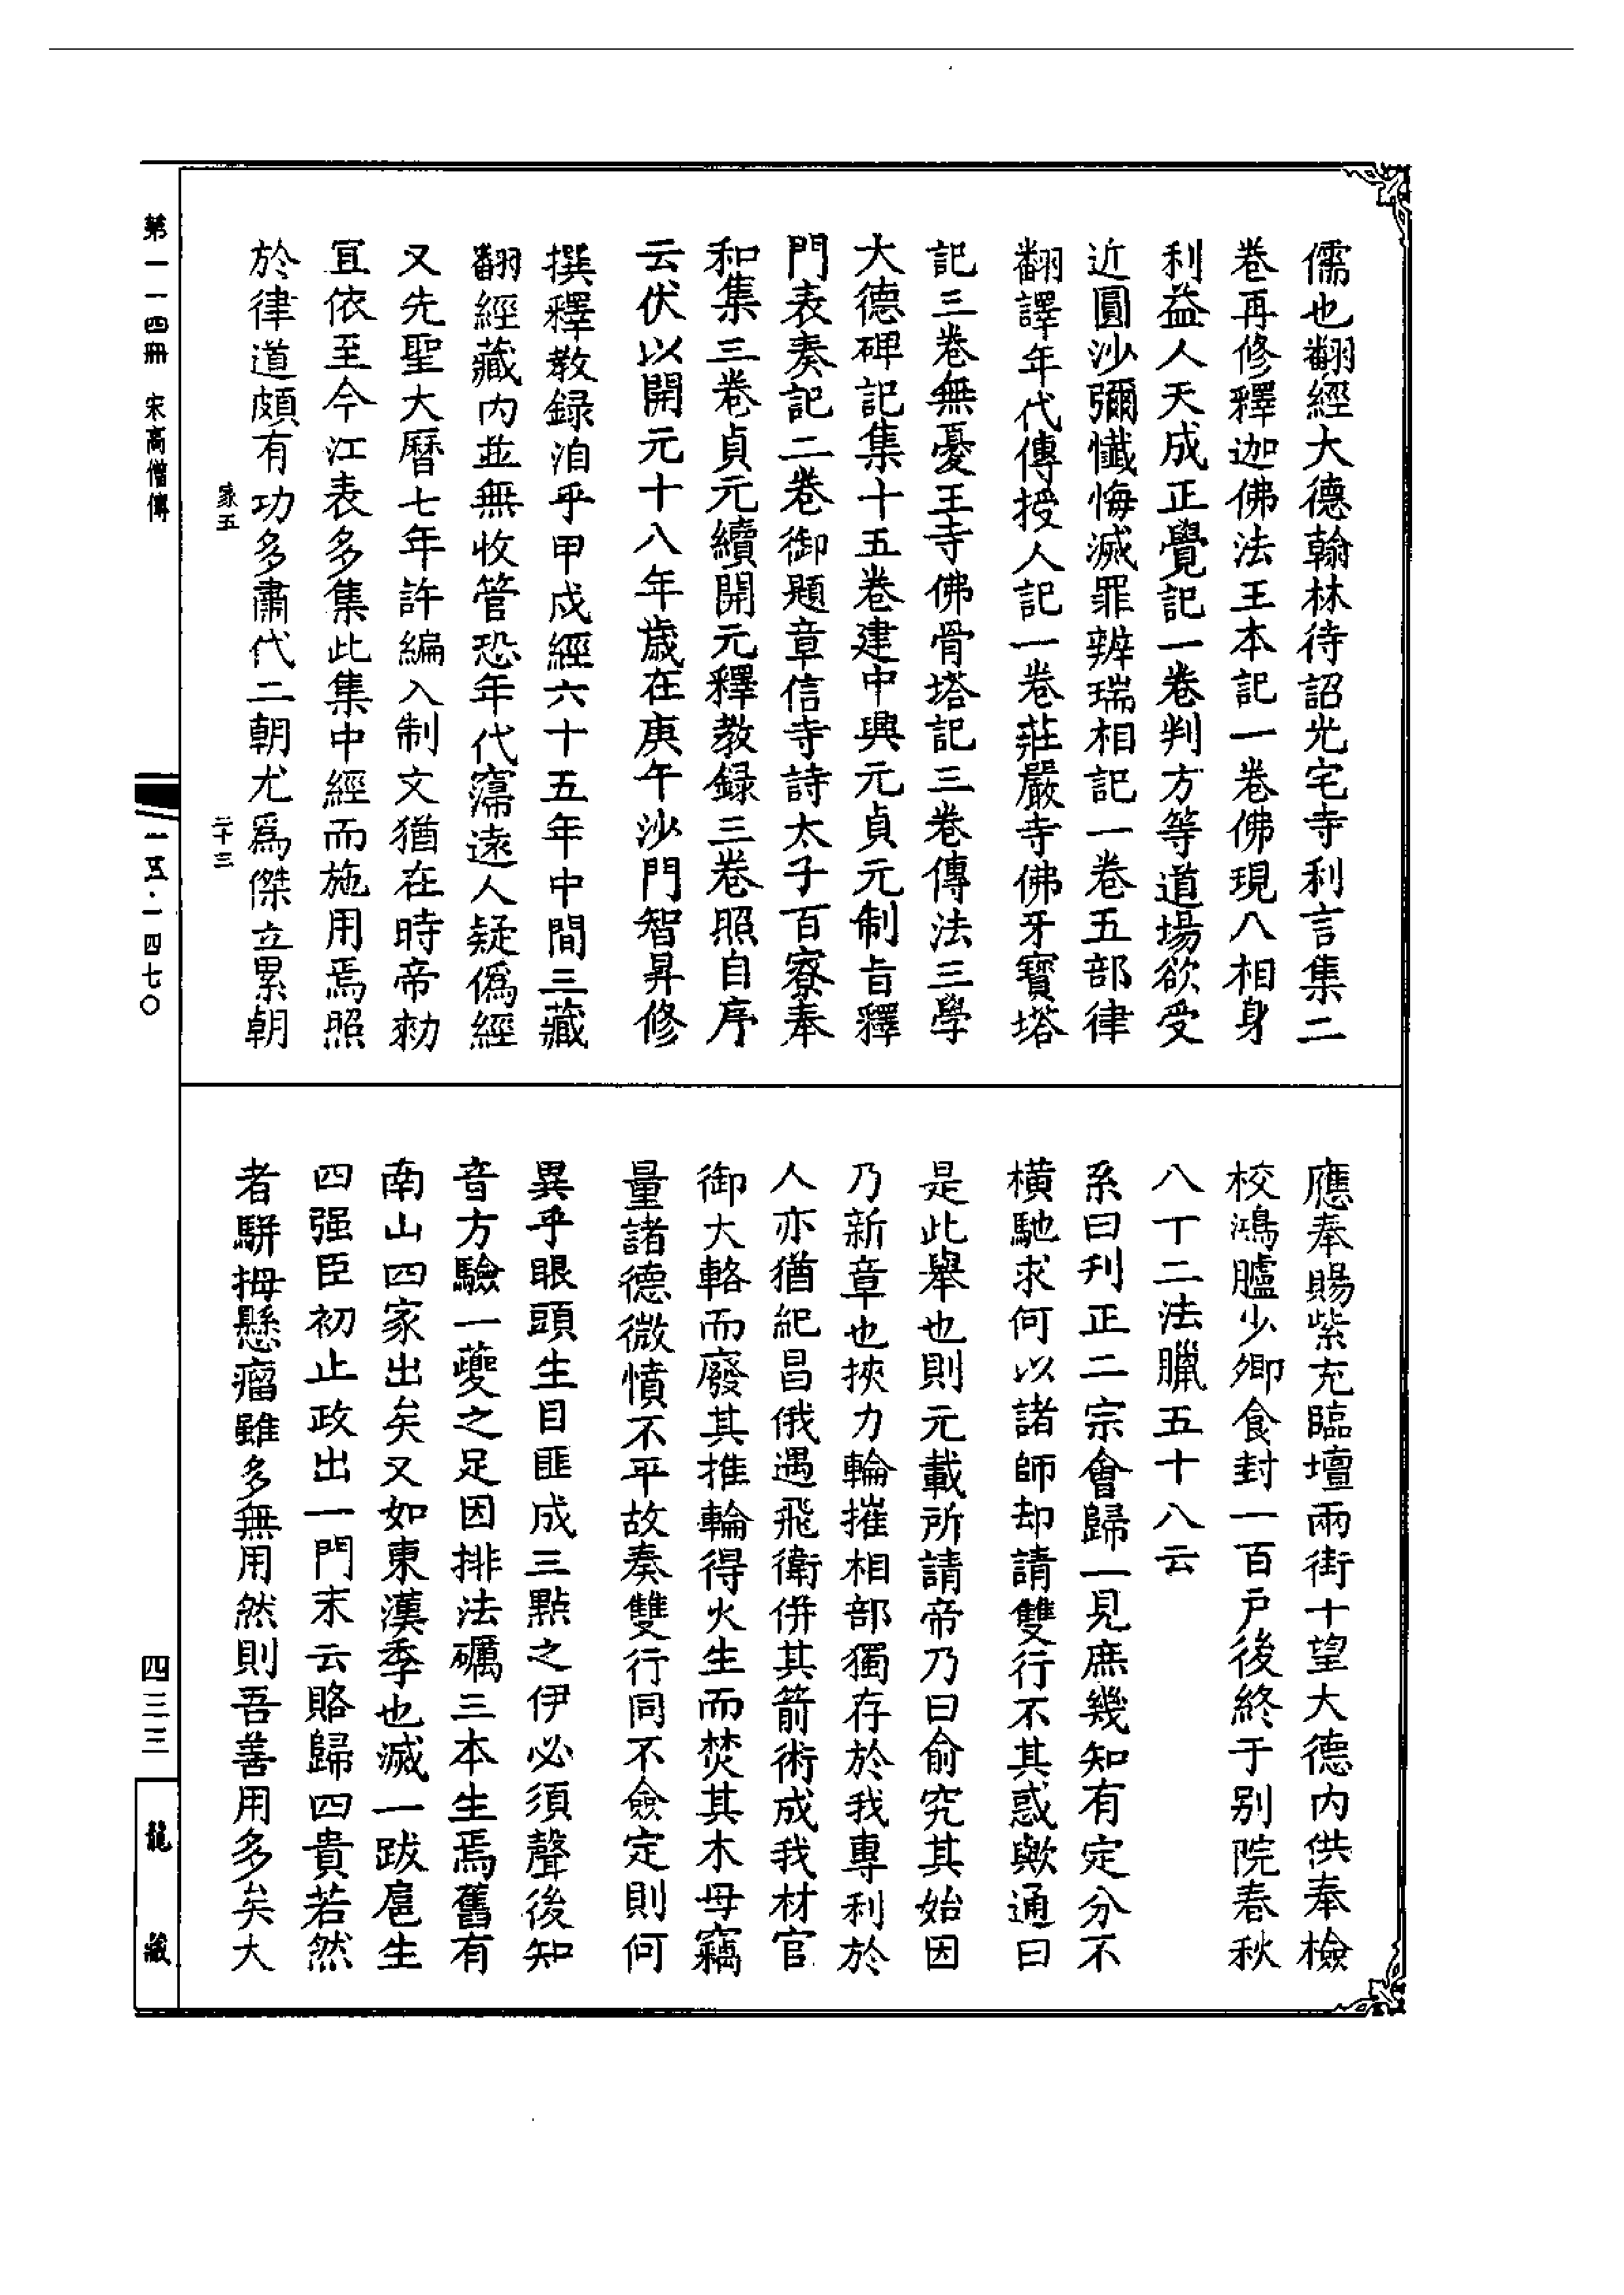 儒也翻經大德翰林待詔光宅寺利言集二
卷再修釋迦佛法王本記一卷佛現八相身
利益人天成正覺記一卷判方等道場欲受
近圓沙彌懺悔滅罪辨瑞相記一卷五部律
翻譯年代傳授人記一卷莊嚴寺佛牙寶塔
記三卷無憂王寺佛骨塔記三卷傳法三學
大德碑記集十五卷建中興元貞元制旨釋
門表奏記二卷御題章信寺詩太子百寮奉
和集三卷貞元續開元釋教録三卷照自序
云伏以開元十八年歲在庚午沙門智昇修
撰釋教録洎乎甲戍經六十五年中間三藏
翻經藏内並無收管恐年代寖遠人疑僞經
又先聖大曆七年許編入制文猶在時帝勑
宜依至今江表多集此集中經而施用焉照
於律道頗有功多肅代二朝尤爲傑立累朝
家五
二十三
應奉賜紫充臨壇兩街十望大德内供奉檢
校鴻臚少卿食封一百戸後終于别院春秋
八十二法臘五十八云
系曰刋正二宗會歸一見庶幾知有定分不
横馳求何以諸師却請雙行不其惑歟通曰
是此舉也則元載所請帝乃曰俞究其始因
乃新章也挾力輪摧相部獨存於我專利於
人亦猶紀昌俄遇飛衛併其箭術成我材官
御大輅而廢其推輪得火生而焚其木母竊
量諸德微憤不平故奏雙行同不僉定則何
異乎眼頭生目匪成三點之伊必須聲後知
音方驗一夔之足因排法礪三本生焉舊有
南山四家出矣又如東漢季也滅一跋扈生
四强臣初止政出一門末云賂歸四貴若然
者駢拇懸瘤雖多無用然則吾善用多矣大
第一一四册 宋高僧傳
一五·一四七〇
四三三
龍藏